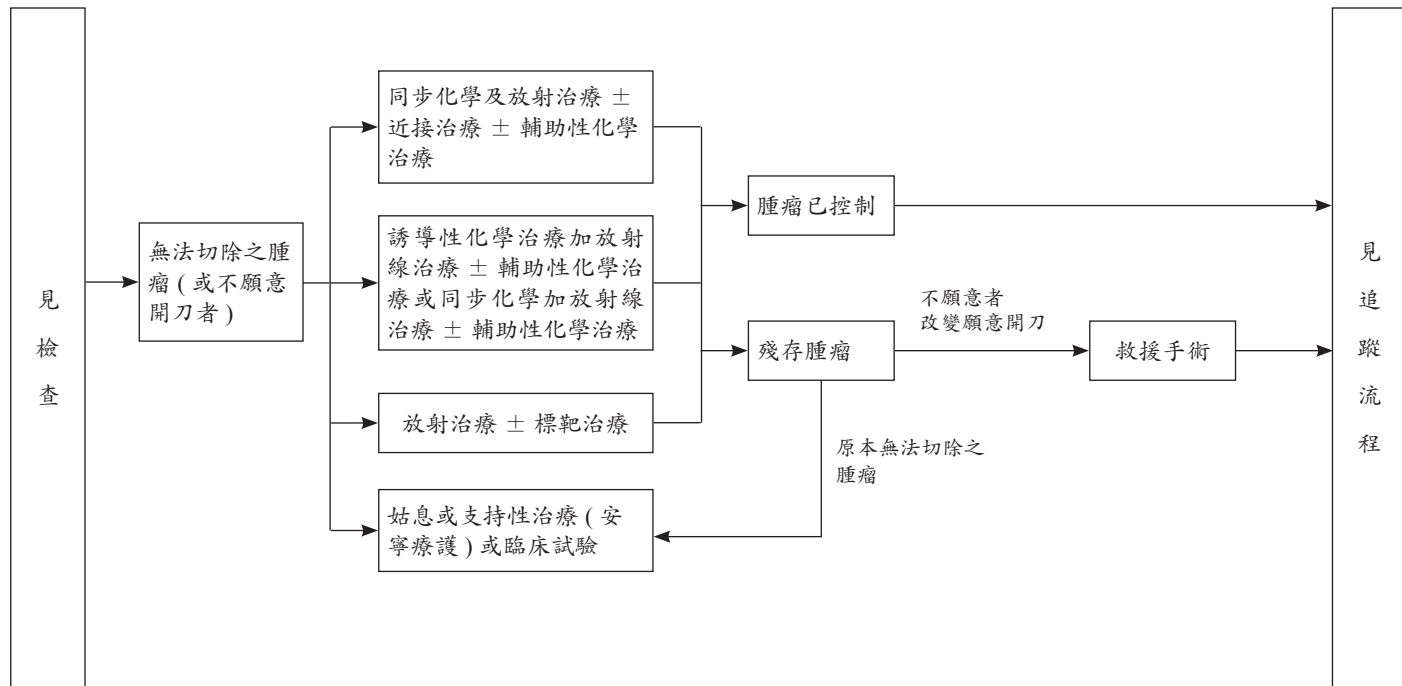 見
檢
查
無法切除之腫
瘤 ( 或不願意
開刀者 )
同步化學及放射治療 ±
近接治療 ± 輔助性化學
治療
誘導性化學治療加放射
線治療 ± 輔助性化學治
療或同步化學加放射線
治療 ± 輔助性化學治療
放射治療 ± 標靶治療
姑息或支持性治療 ( 安
寧療護 ) 或臨床試驗
腫瘤已控制
殘存腫瘤
不願意者
改變願意開刀
原本無法切除之
腫瘤
救援手術
見
追
蹤
流
程